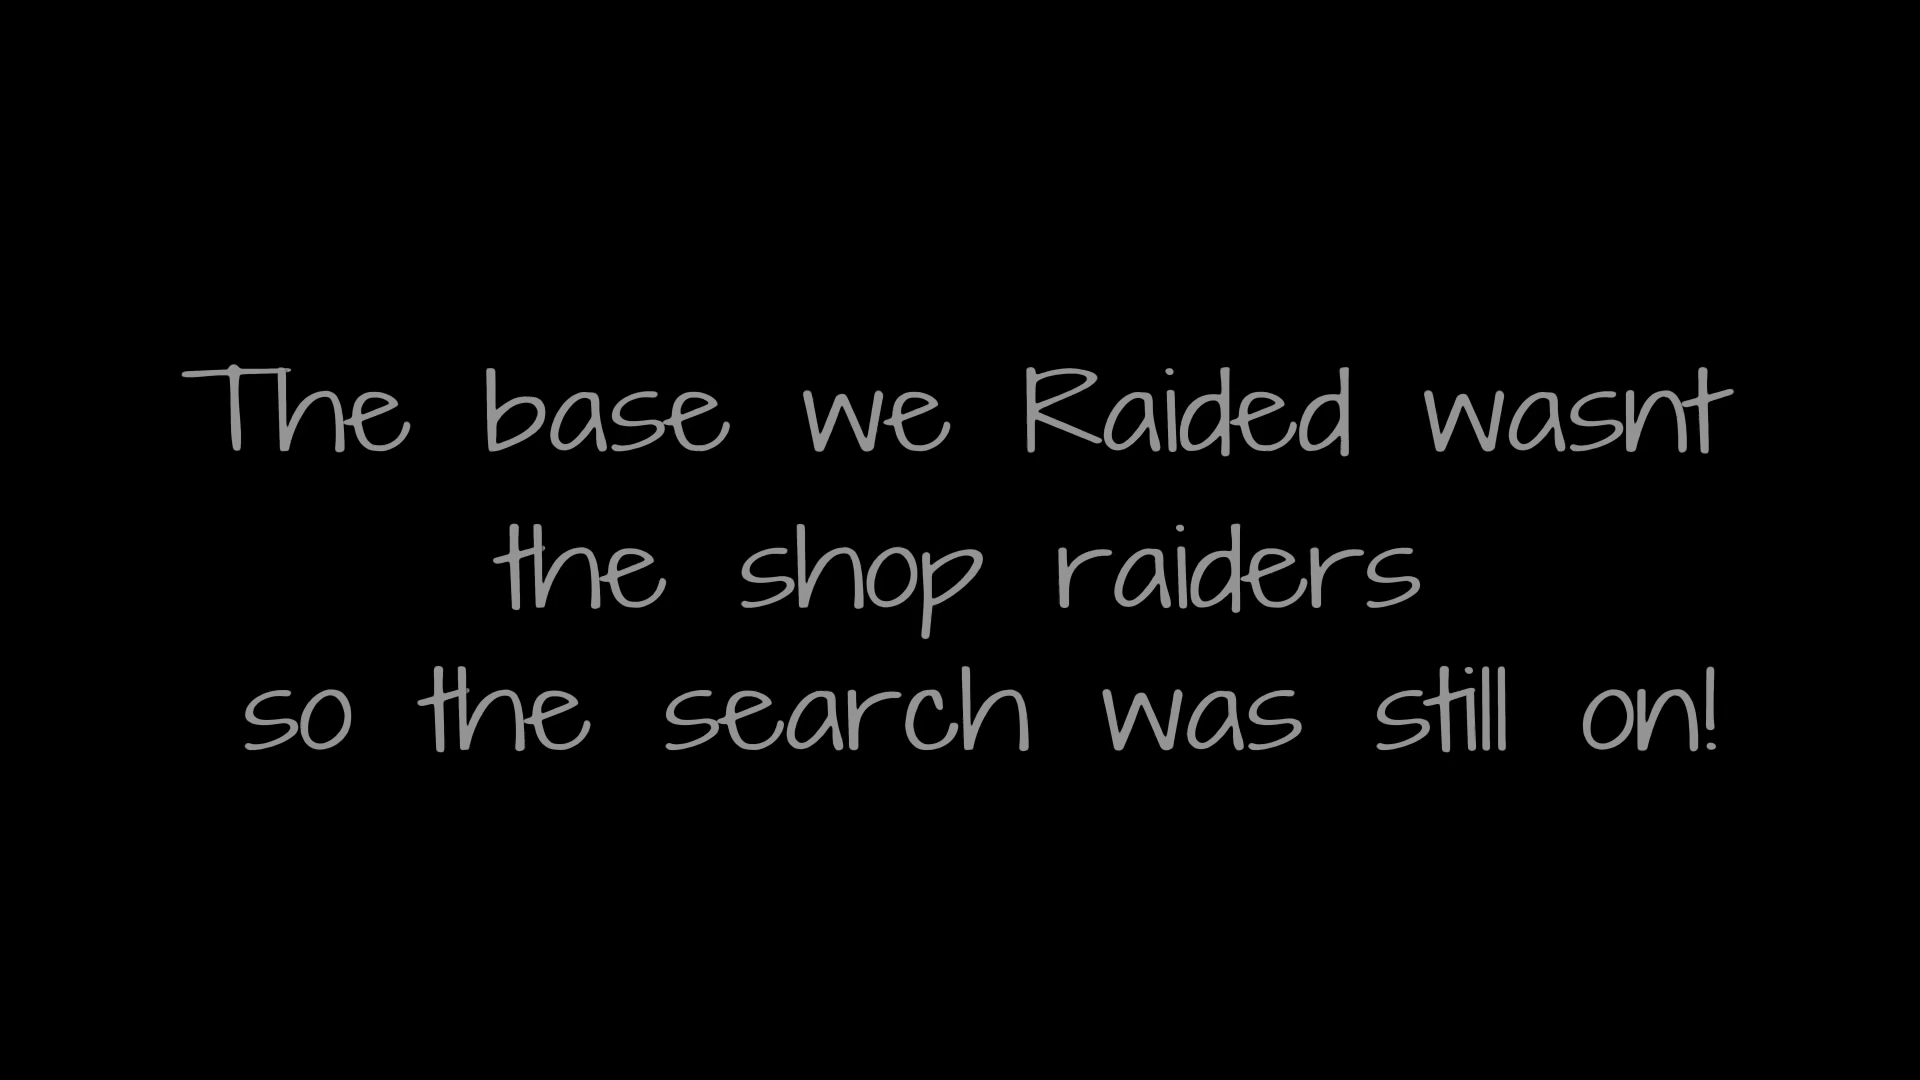 The base we Raided wasnt
the shop raiders
so the search was still on!